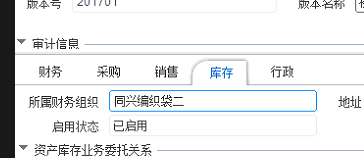 版本号 201701 版本名称
审计信息
财务 采购 销售 库存 行政
所属财务组织 同兴编织袋二 地址
启用状态 已启用
资产库存业务委托关系